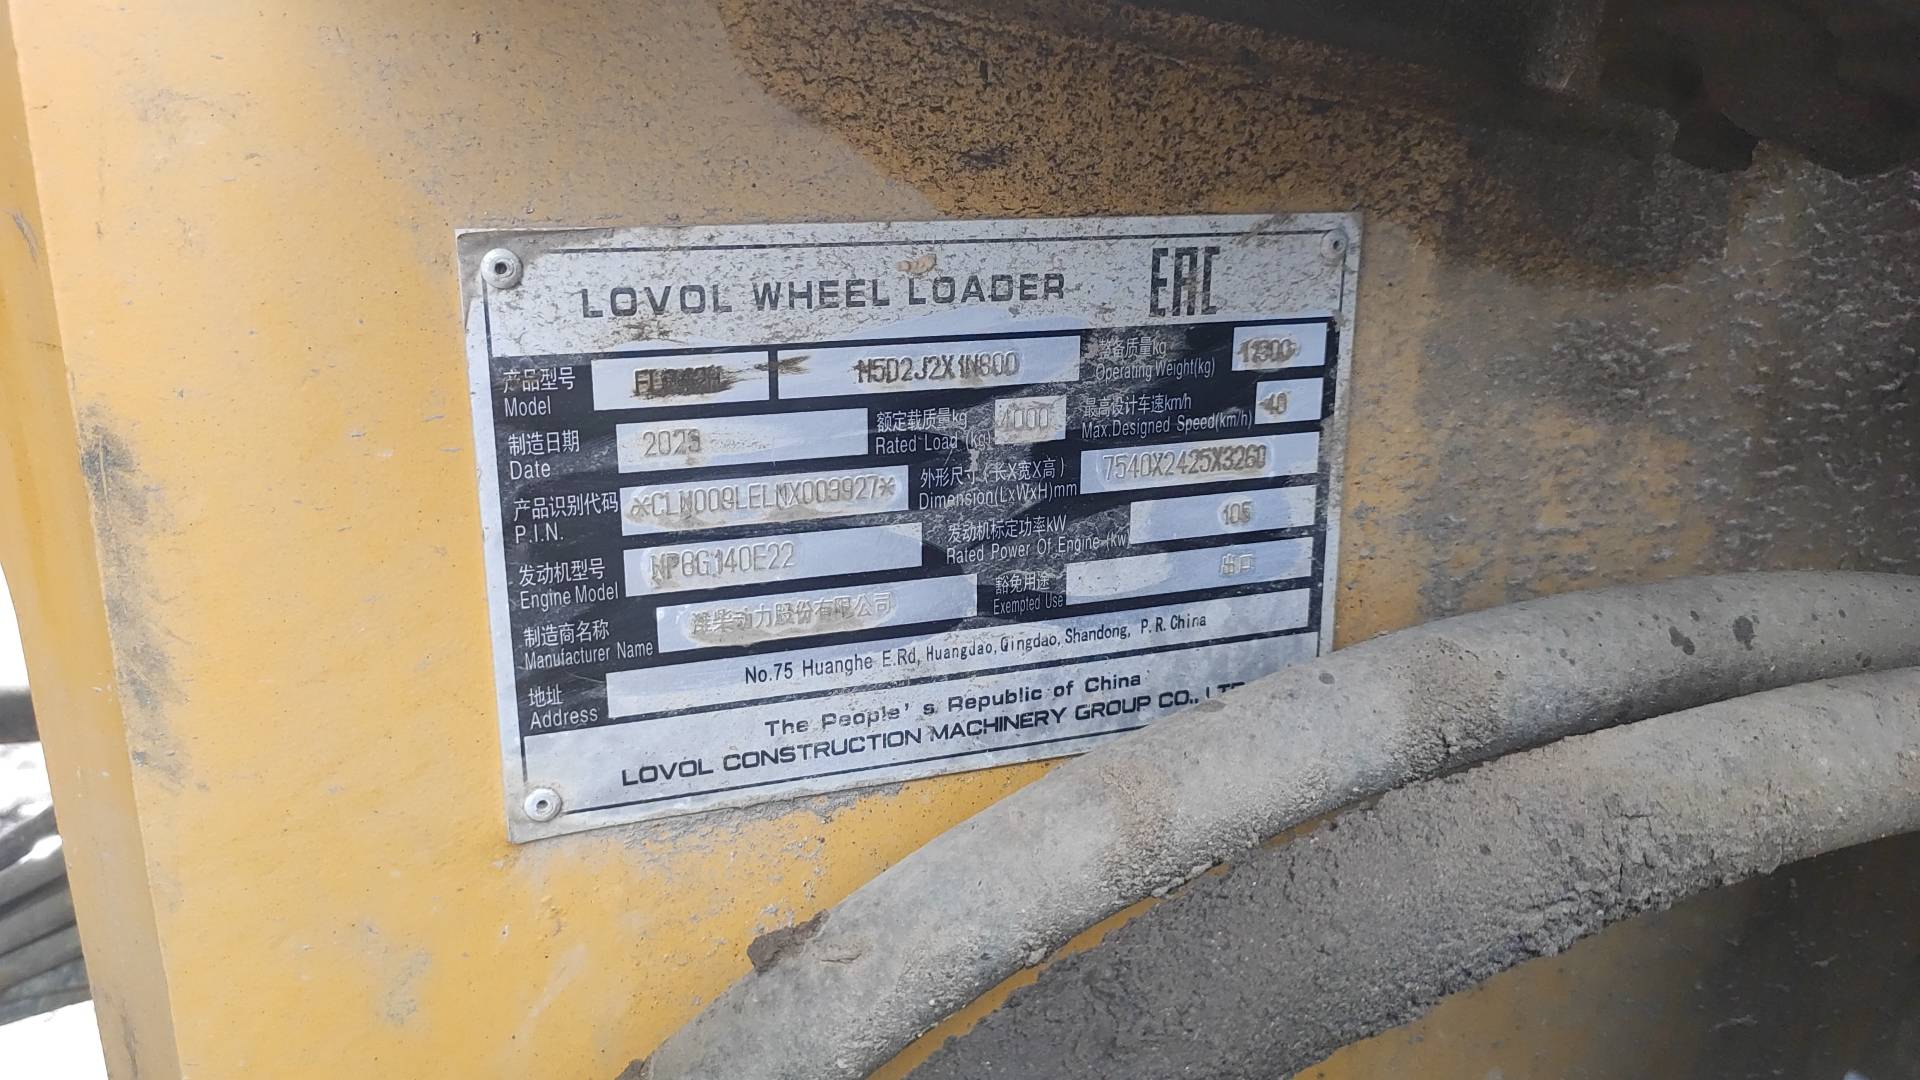 LOVOL WHEEL LOADER EAC
产品型号 Model N5D2J2X1N800
整备质量kg Operating Weight(kg)
制造日期 Date 2023
额定载质量kg Rated Load (kg) 4000
最高设计车速km/h Max.Designed Speed(km/h) 40
产品识别代码 P.I.N.
外形尺寸(长X宽X高) Dimension(LxWxH)mm 7540X2425X3260
发动机型号 Engine Model NP6G140E22
发动机标定功率kW Rated Power Of Engine (kw) 105
制造商名称 Manufacturer Name 潍柴动力股份有限公司
豁免用途 Exempted Use 出口
地址 Address No.75 Huanghe E.Rd, Huangdao, Qingdao, Shandong, P.R.China
The People's Republic of China
LOVOL CONSTRUCTION MACHINERY GROUP CO.,